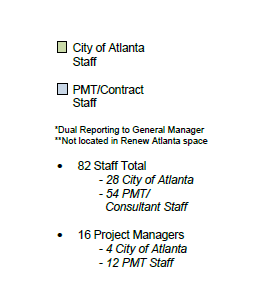 City of Atlanta
Staff
PMT/Contract
Staff
*Dual Reporting to General Manager
**Not located in Renew Atlanta space
• 82 Staff Total
- 28 City of Atlanta
- 54 PMT/
Consultant Staff
• 16 Project Managers
- 4 City of Atlanta
- 12 PMT Staff